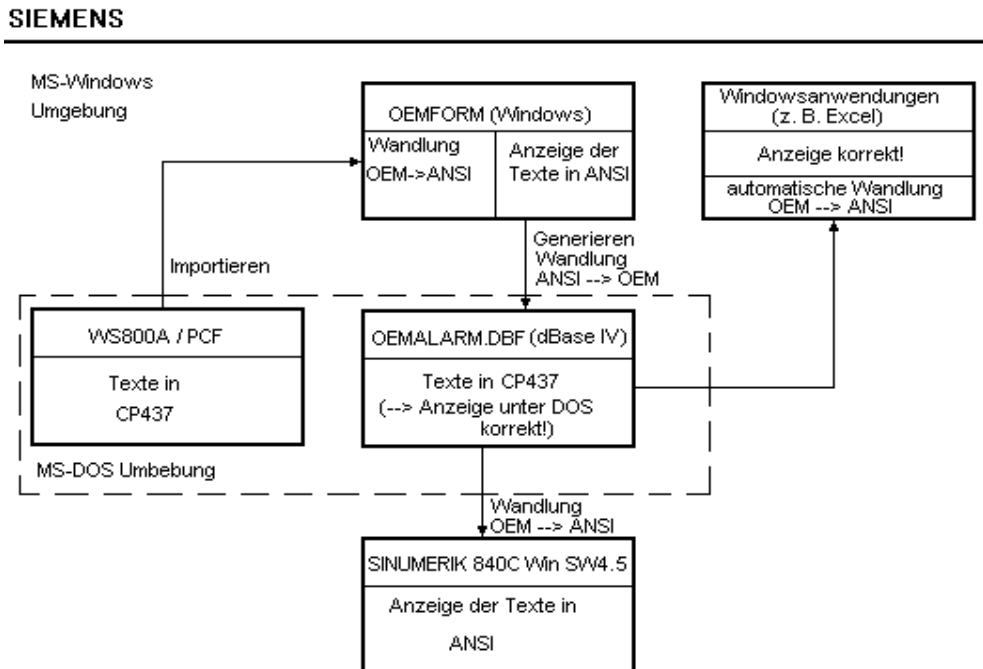 SIEMENS
MS-Windows
Umgebung
OEMFORM (Windows)
Wandlung
OEM->ANSI
Anzeige der
Texte in ANSI
Windowsanwendungen
(z. B. Excel)
Anzeige korrekt!
automatische Wandlung
OEM --> ANSI
Importieren
Generieren
Wandlung
ANSI --> OEM
WS800A / PCF
Texte in
CP437
OEMALARM.DBF (dBase IV)
Texte in CP437
(--> Anzeige unter DOS
korrekt!)
MS-DOS Umbebung
Wandlung
OEM --> ANSI
SINUMERIK 840C Win SW4.5
Anzeige der Texte in
ANSI